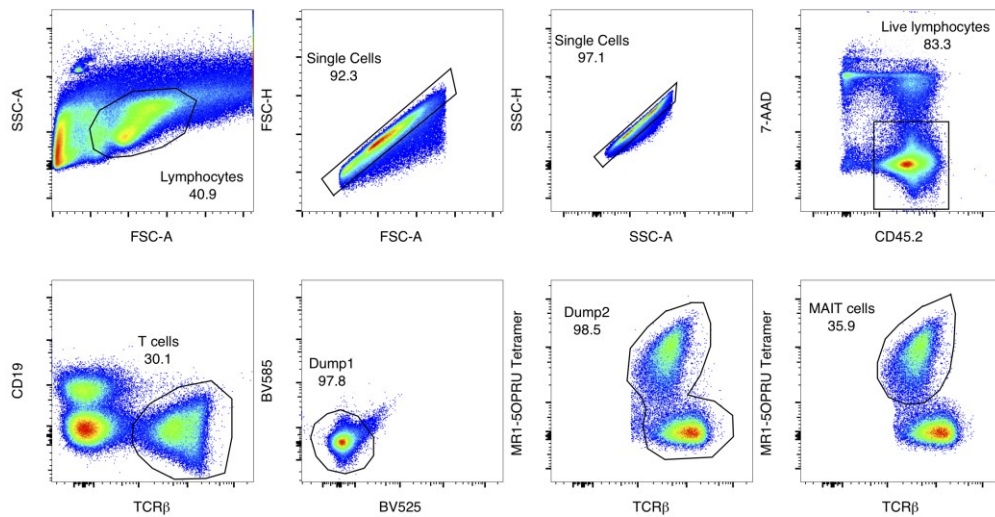 SSC-A
Lymphocytes
40.9
FSC-A
FSC-H
Single Cells
92.3
FSC-A
SSC-H
Single Cells
97.1
SSC-A
7-AAD
Live lymphocytes
83.3
CD45.2
CD19
T cells
30.1
TCRβ
BV585
Dump1
97.8
BV525
MR1-5OPRU Tetramer
Dump2
98.5
TCRβ
MR1-5OPRU Tetramer
MAIT cells
35.9
TCRβ